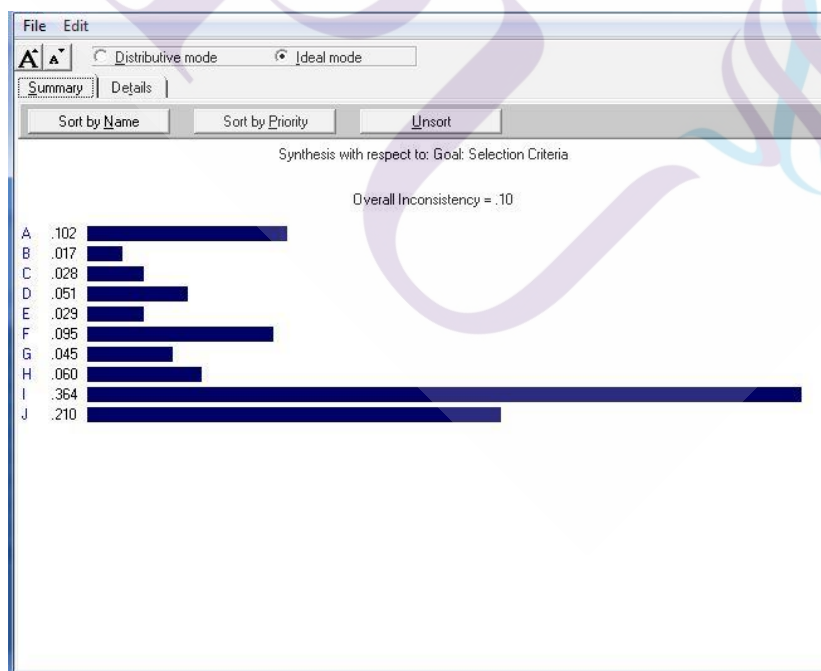 File Edit
A A Distributive mode Ideal mode
Summary Details
Sort by Name Sort by Priority Unsort
Synthesis with respect to: Goal: Selection Criteria
Overall Inconsistency = .10
A .102
B .017
C .028
D .051
E .029
F .095
G .045
H .060
I .364
J .210